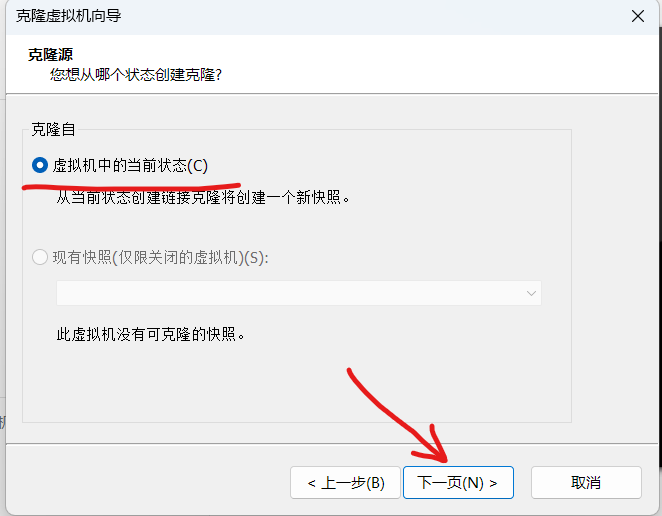 克隆虚拟机向导
克隆源
您想从哪个状态创建克隆?
克隆自
虚拟机中的当前状态(C)
从当前状态创建链接克隆将创建一个新快照。
现有快照(仅限关闭的虚拟机)(S):
此虚拟机没有可克隆的快照。
< 上一步(B)
下一页(N) >
取消